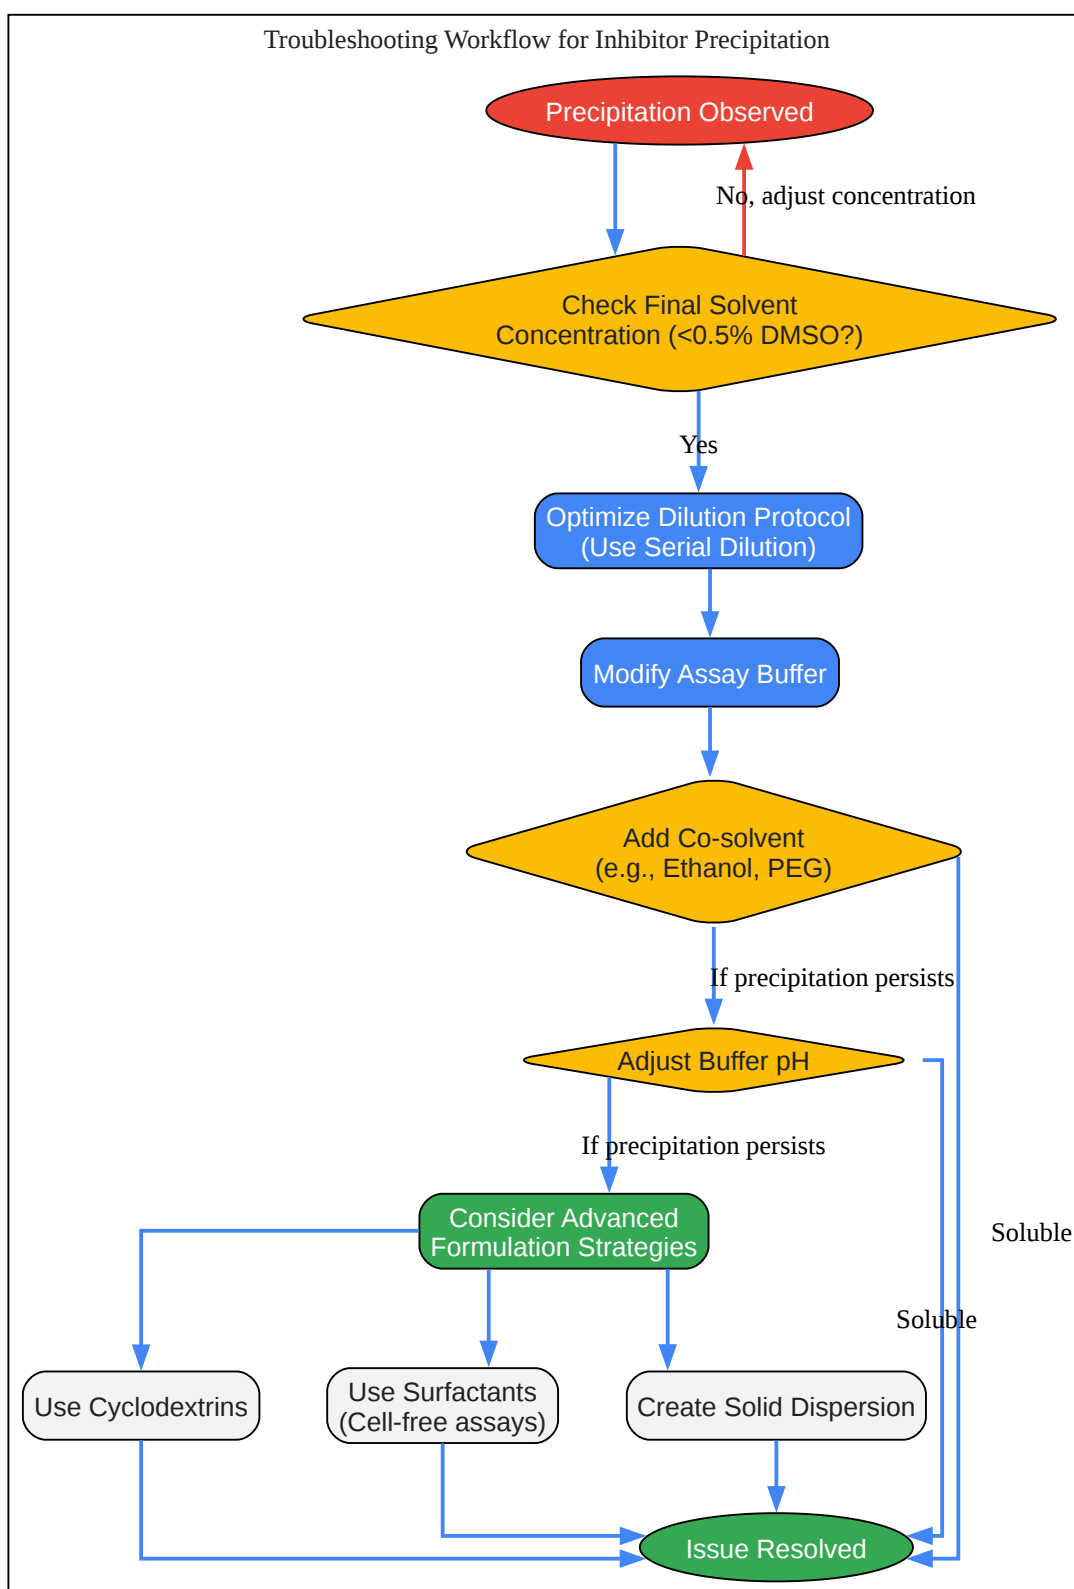 Troubleshooting Workflow for Inhibitor Precipitation
Precipitation Observed
No, adjust concentration
Check Final Solvent
Concentration (<0.5% DMSO?)
Yes
Optimize Dilution Protocol
(Use Serial Dilution)
Modify Assay Buffer
Add Co-solvent
(e.g., Ethanol, PEG)
If precipitation persists
Adjust Buffer pH
If precipitation persists
Consider Advanced
Formulation Strategies
Soluble
Soluble
Use Cyclodextrins
Use Surfactants
(Cell-free assays)
Create Solid Dispersion
Issue Resolved